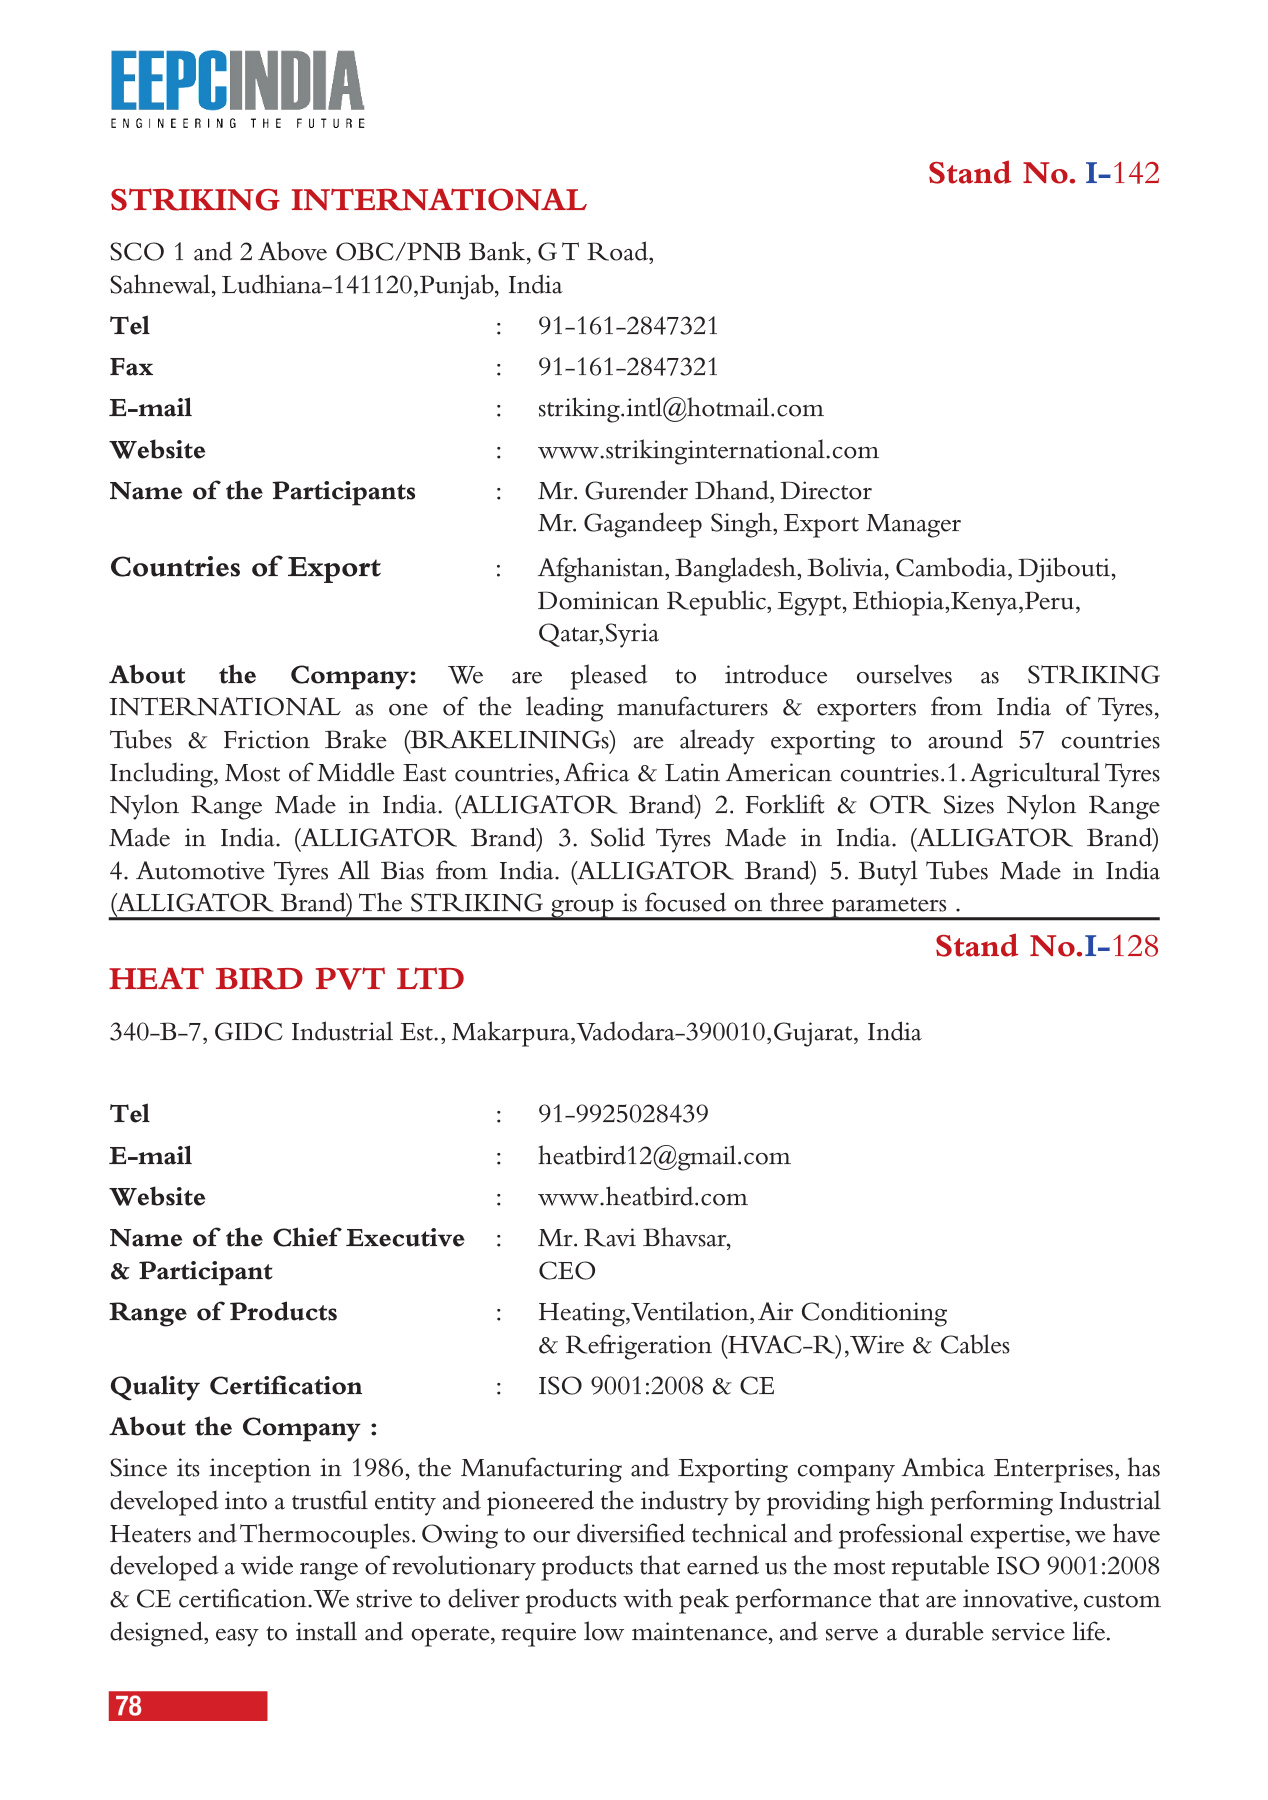 EEPCINDIA
ENGINEERING THE FUTURE
Stand No. I-142
STRIKING INTERNATIONAL
SCO 1 and 2 Above OBC/PNB Bank, G T Road,
Sahnewal, Ludhiana-141120,Punjab, India
Tel : 91-161-2847321
Fax : 91-161-2847321
E-mail : striking.intl@hotmail.com
Website : www.strikinginternational.com
Name of the Participants : Mr. Gurender Dhand, Director
Mr. Gagandeep Singh, Export Manager
Countries of Export : Afghanistan, Bangladesh, Bolivia, Cambodia, Djibouti,
Dominican Republic, Egypt, Ethiopia,Kenya,Peru,
Qatar,Syria
About the Company: We are pleased to introduce ourselves as STRIKING
INTERNATIONAL as one of the leading manufacturers & exporters from India of Tyres,
Tubes & Friction Brake (BRAKELININGs) are already exporting to around 57 countries
Including, Most of Middle East countries, Africa & Latin American countries.1. Agricultural Tyres
Nylon Range Made in India. (ALLIGATOR Brand) 2. Forklift & OTR Sizes Nylon Range
Made in India. (ALLIGATOR Brand) 3. Solid Tyres Made in India. (ALLIGATOR Brand)
4. Automotive Tyres All Bias from India. (ALLIGATOR Brand) 5. Butyl Tubes Made in India
(ALLIGATOR Brand) The STRIKING group is focused on three parameters .
Stand No.I-128
HEAT BIRD PVT LTD
340-B-7, GIDC Industrial Est., Makarpura,Vadodara-390010,Gujarat, India
Tel : 91-9925028439
E-mail : heatbird12@gmail.com
Website : www.heatbird.com
Name of the Chief Executive : Mr. Ravi Bhavsar,
& Participant CEO
Range of Products : Heating,Ventilation, Air Conditioning
& Refrigeration (HVAC-R),Wire & Cables
Quality Certification : ISO 9001:2008 & CE
About the Company :
Since its inception in 1986, the Manufacturing and Exporting company Ambica Enterprises, has
developed into a trustful entity and pioneered the industry by providing high performing Industrial
Heaters and Thermocouples. Owing to our diversified technical and professional expertise, we have
developed a wide range of revolutionary products that earned us the most reputable ISO 9001:2008
& CE certification. We strive to deliver products with peak performance that are innovative, custom
designed, easy to install and operate, require low maintenance, and serve a durable service life.
78